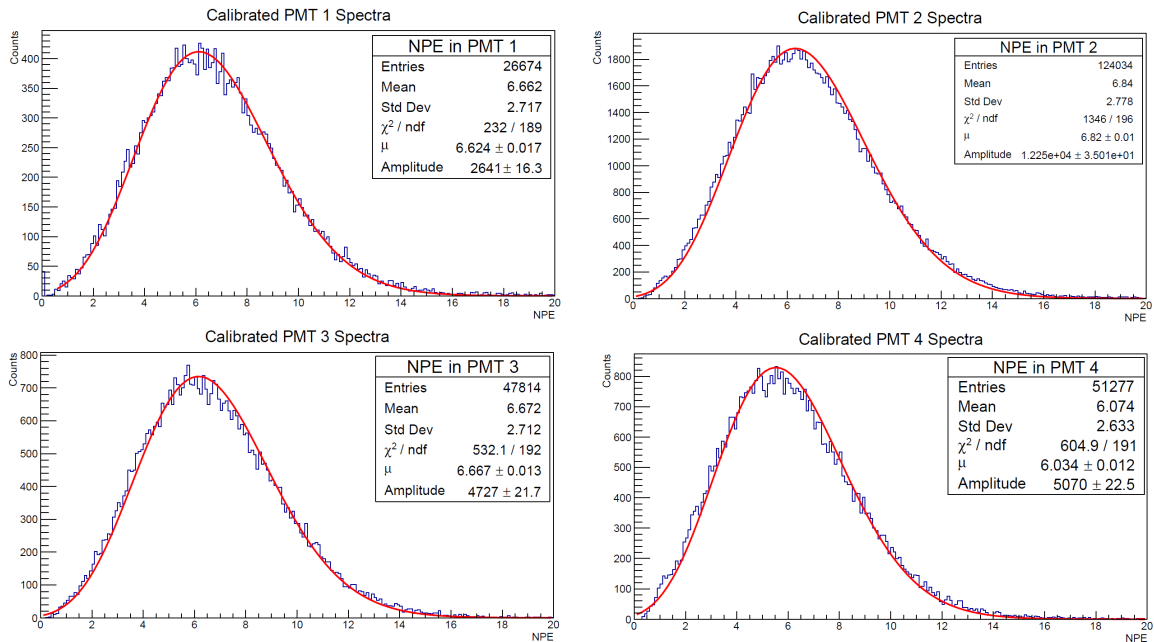 Calibrated PMT 1 Spectra
Counts
NPE in PMT 1
Entries 26674
Mean 6.662
Std Dev 2.717
χ² / ndf 232 / 189
μ 6.624 ± 0.017
Amplitude 2641 ± 16.3
400
350
300
250
200
150
100
50
0
0 2 4 6 8 10 12 14 16 18 20
NPE
Calibrated PMT 2 Spectra
Counts
NPE in PMT 2
Entries 124034
Mean 6.84
Std Dev 2.778
χ² / ndf 1346 / 196
μ 6.82 ± 0.01
Amplitude 1.225e+04 ± 3.501e+01
1800
1600
1400
1200
1000
800
600
400
200
0
0 2 4 6 8 10 12 14 16 18 20
NPE
Calibrated PMT 3 Spectra
Counts
NPE in PMT 3
Entries 47814
Mean 6.672
Std Dev 2.712
χ² / ndf 532.1 / 192
μ 6.667 ± 0.013
Amplitude 4727 ± 21.7
800
700
600
500
400
300
200
100
0
0 2 4 6 8 10 12 14 16 18 20
NPE
Calibrated PMT 4 Spectra
Counts
NPE in PMT 4
Entries 51277
Mean 6.074
Std Dev 2.633
χ² / ndf 604.9 / 191
μ 6.034 ± 0.012
Amplitude 5070 ± 22.5
800
700
600
500
400
300
200
100
0
0 2 4 6 8 10 12 14 16 18 20
NPE